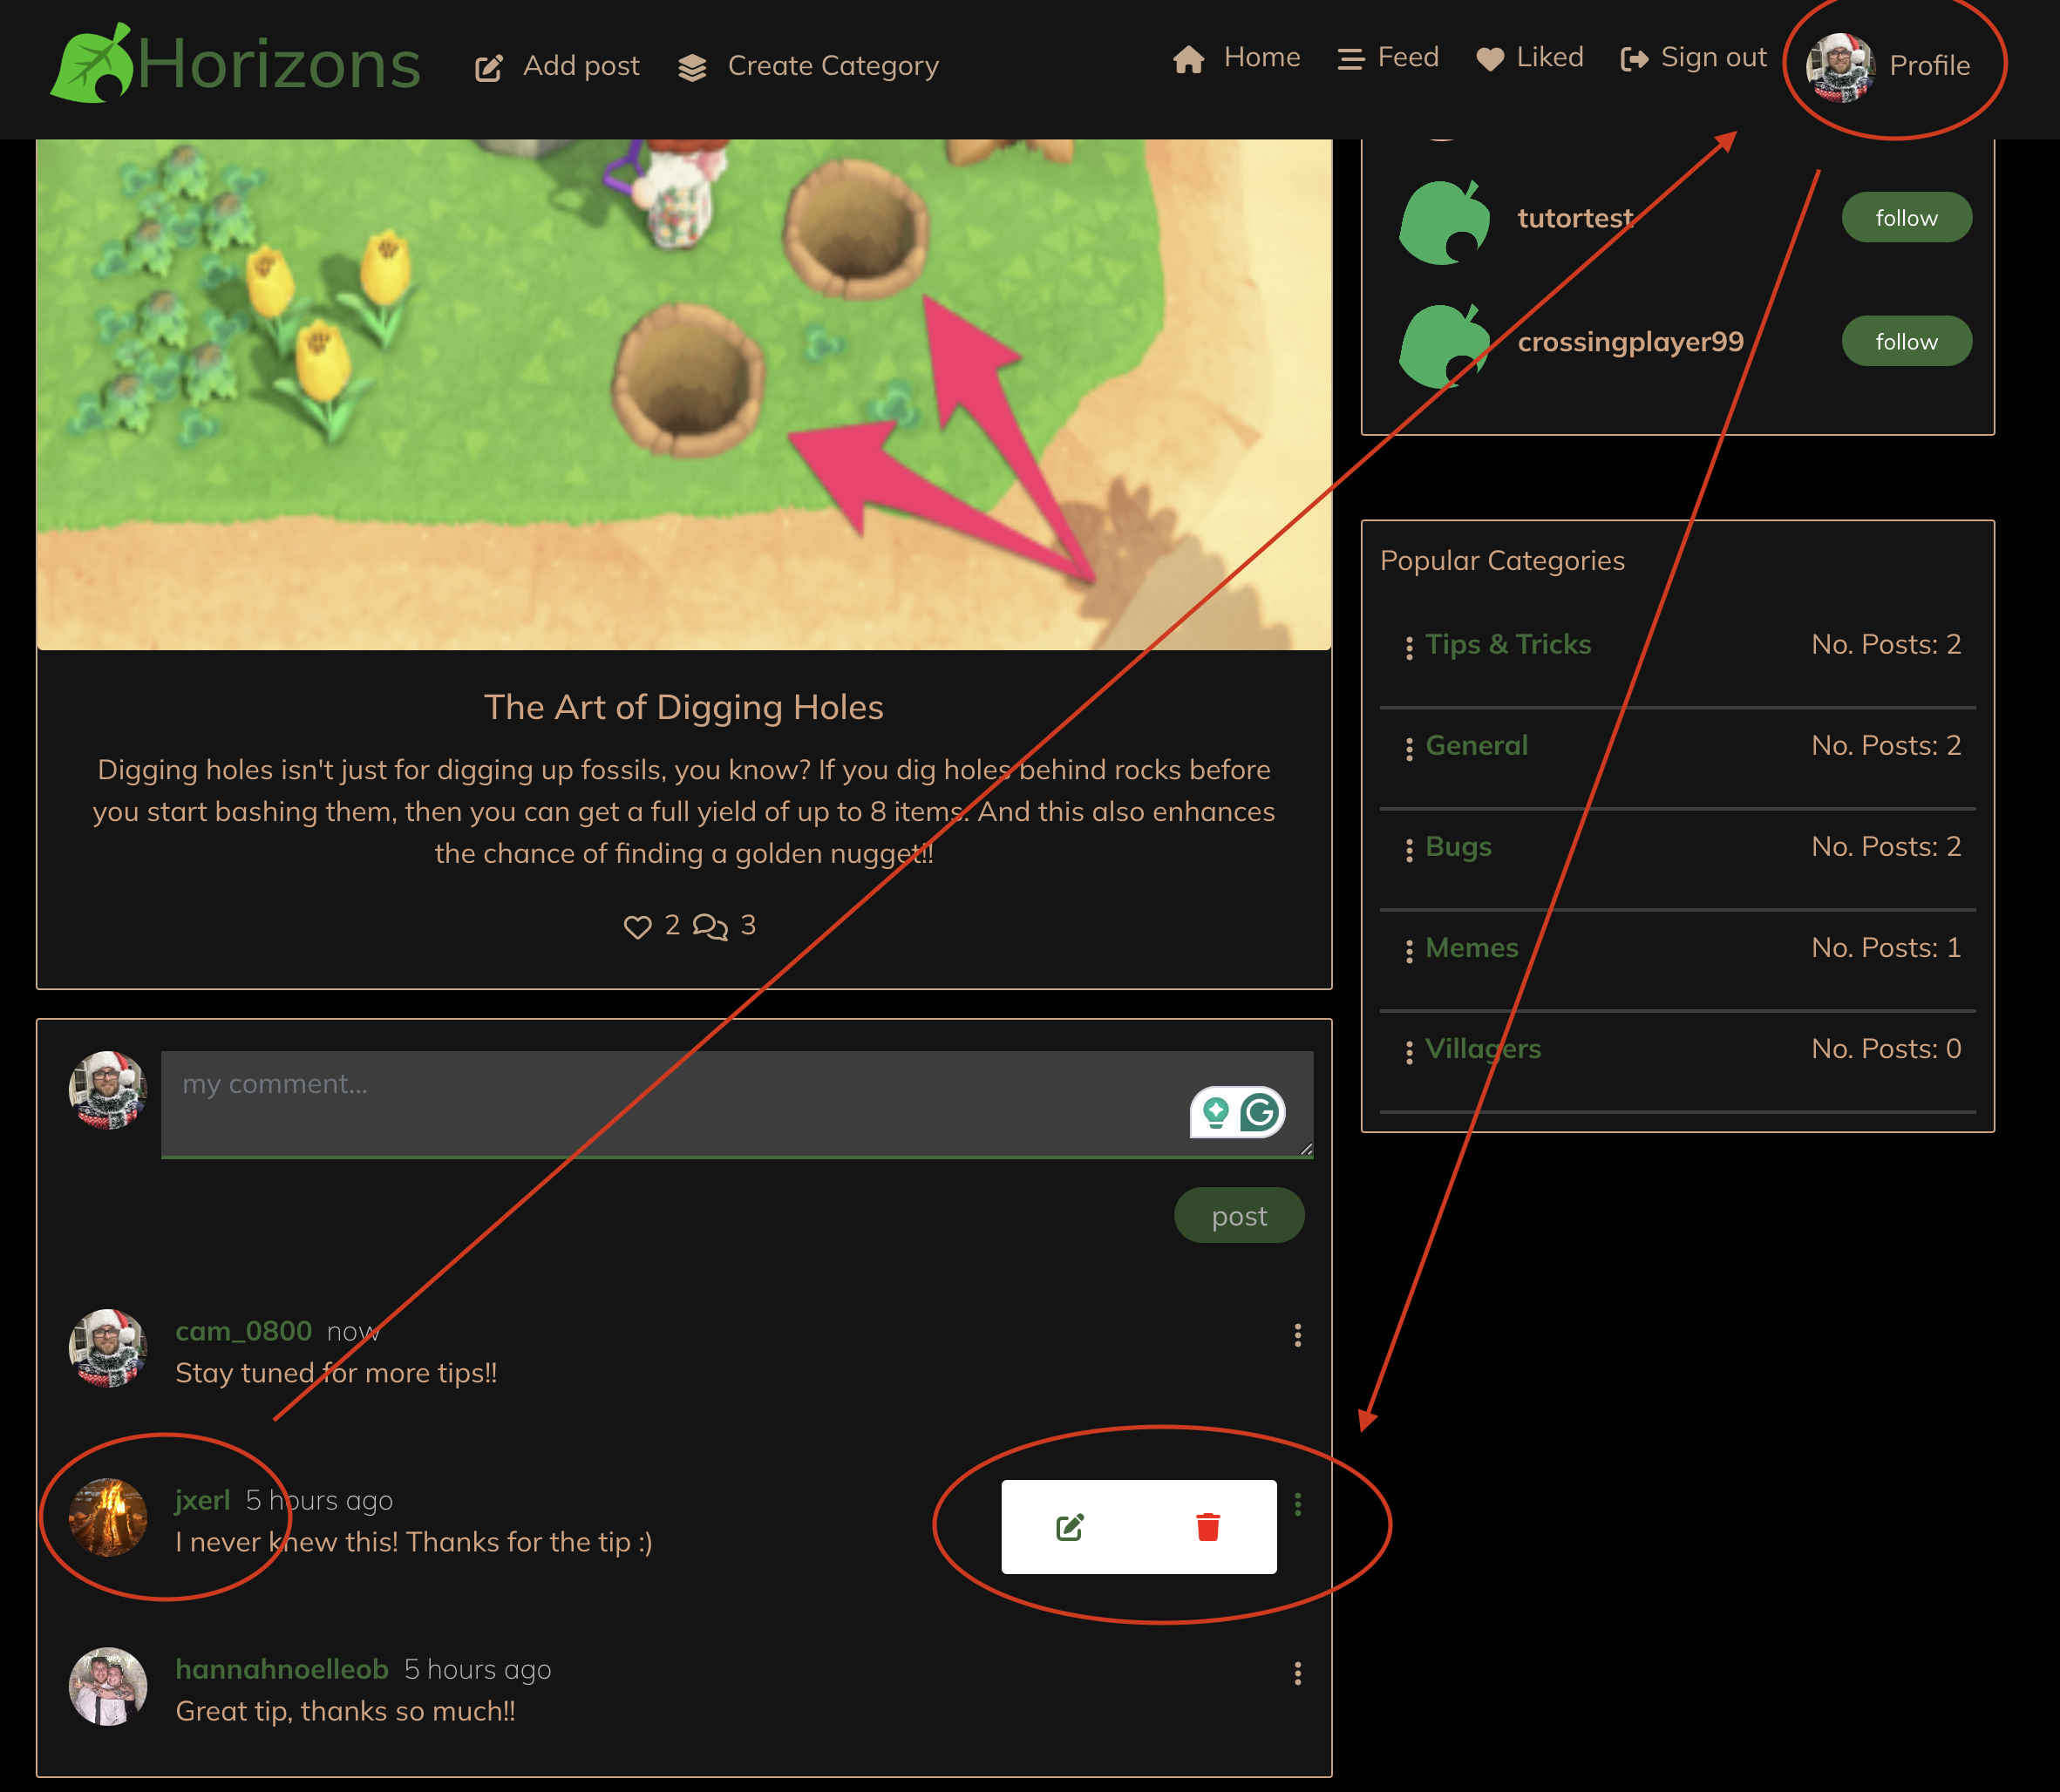 Horizons
Add post
Create Category
Home
Feed
Liked
Sign out
Profile
tutortest
follow
crossingplayer99
follow
The Art of Digging Holes
Digging holes isn't just for digging up fossils, you know? If you dig holes behind rocks before
you start bashing them, then you can get a full yield of up to 8 items. And this also enhances
the chance of finding a golden nugget!!
2
3
Popular Categories
Tips & Tricks No. Posts: 2
General No. Posts: 2
Bugs No. Posts: 2
Memes No. Posts: 1
Villagers No. Posts: 0
my comment...
post
cam_0800 now
Stay tuned for more tips!!
jxerl 5 hours ago
I never knew this! Thanks for the tip :)
hannahnoelleob 5 hours ago
Great tip, thanks so much!!